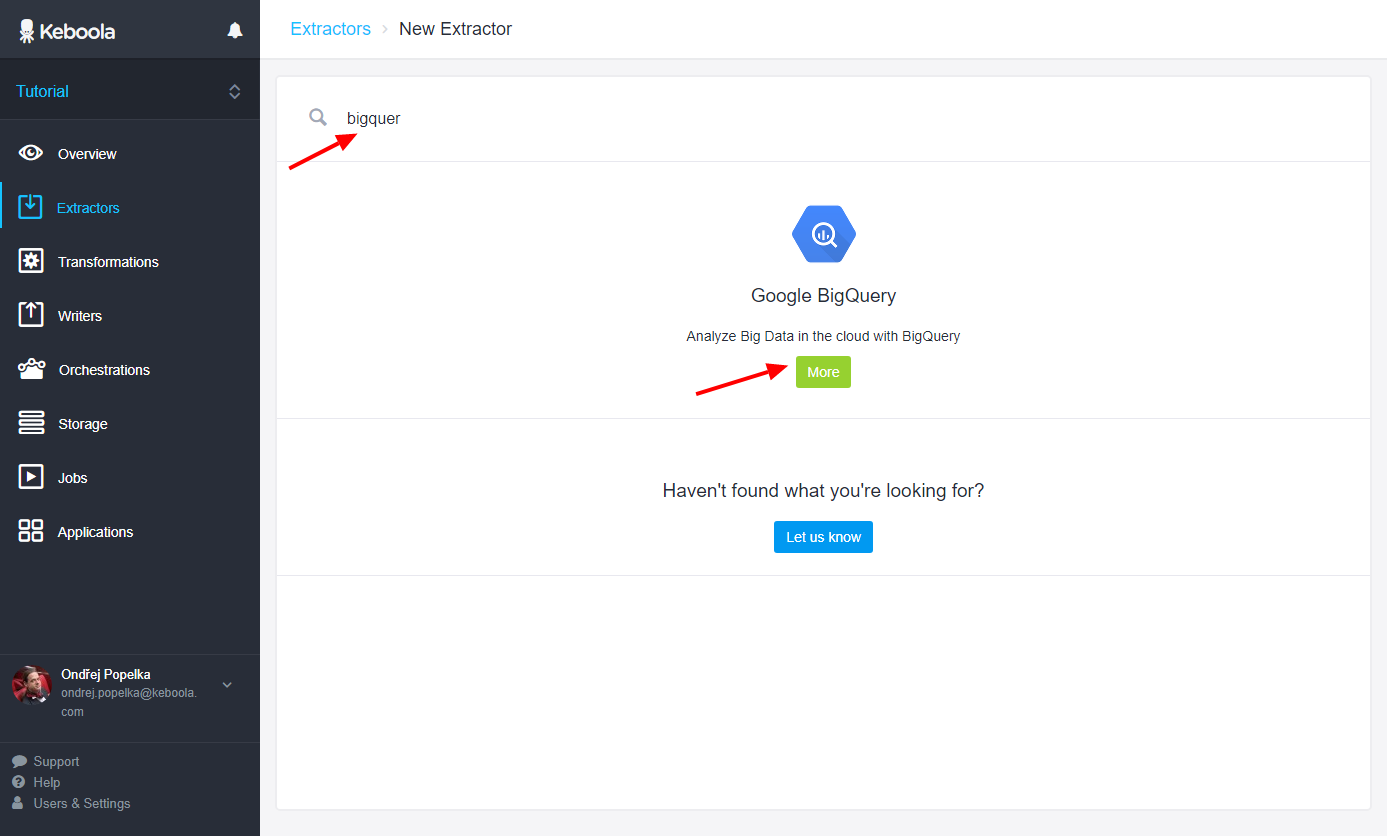 Keboola
Tutorial
Overview
Extractors
Transformations
Writers
Orchestrations
Storage
Jobs
Applications
Ondřej Popelka
ondrej.popelka@keboola.
com
Support
Help
Users & Settings
Extractors › New Extractor
bigquer
Google BigQuery
Analyze Big Data in the cloud with BigQuery
More
Haven't found what you're looking for?
Let us know